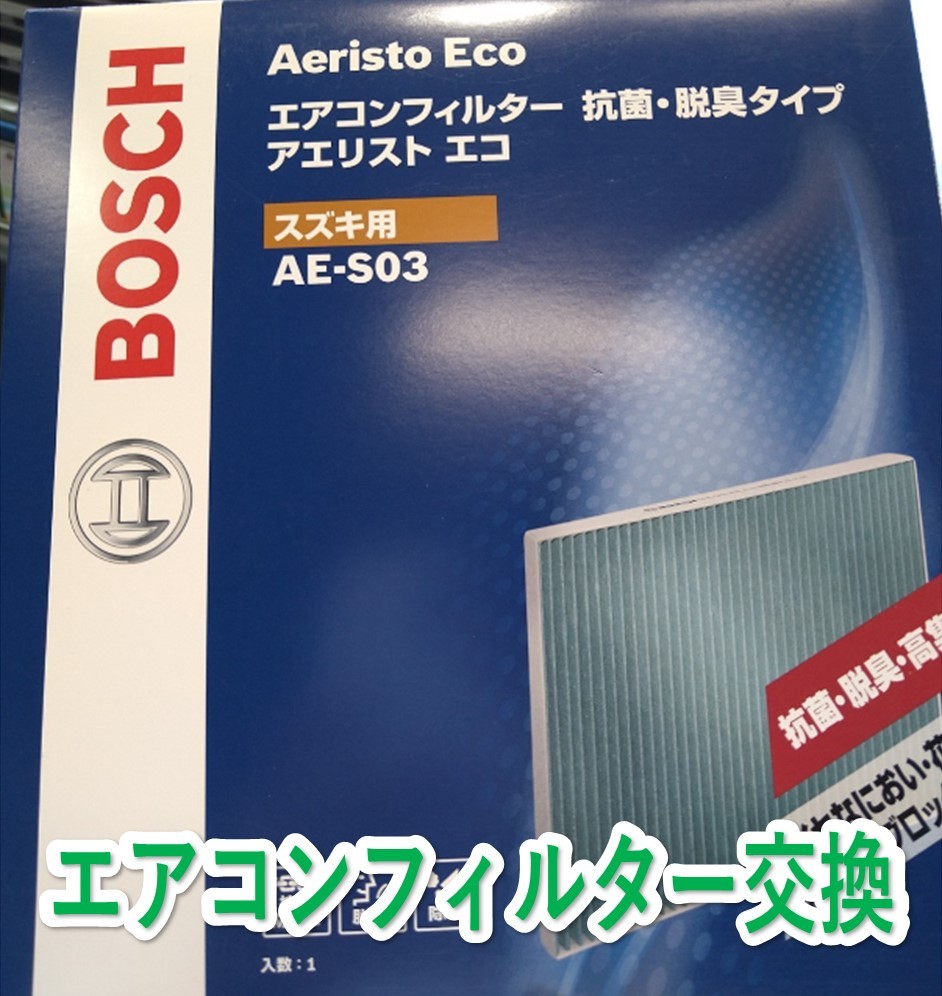 BOSCH
Aeristo Eco
エアコンフィルター 抗菌・脱臭タイプ
アエリスト エコ
スズキ用
AE-S03
抗菌・脱臭・高集
エアコンフィルター交換
入数：1